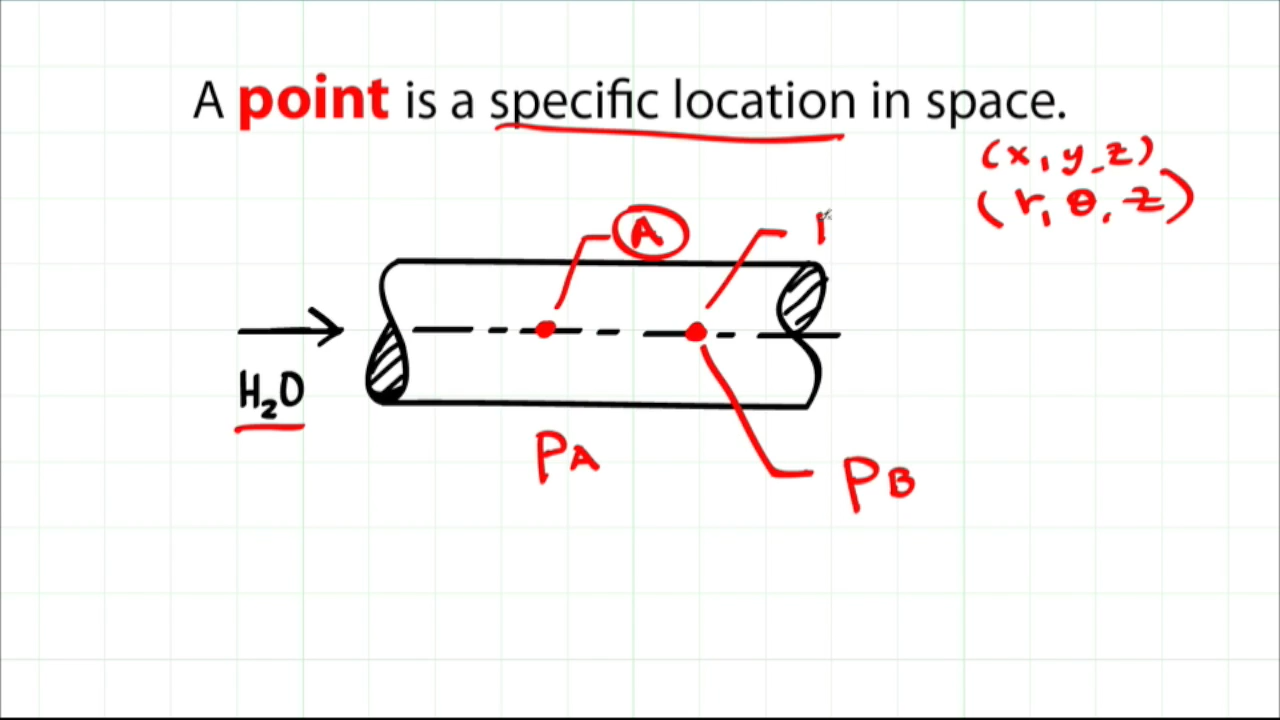 A point is a specific location in space.
(x, y, z)
(r, θ, z)
A
H₂O
PA
PB